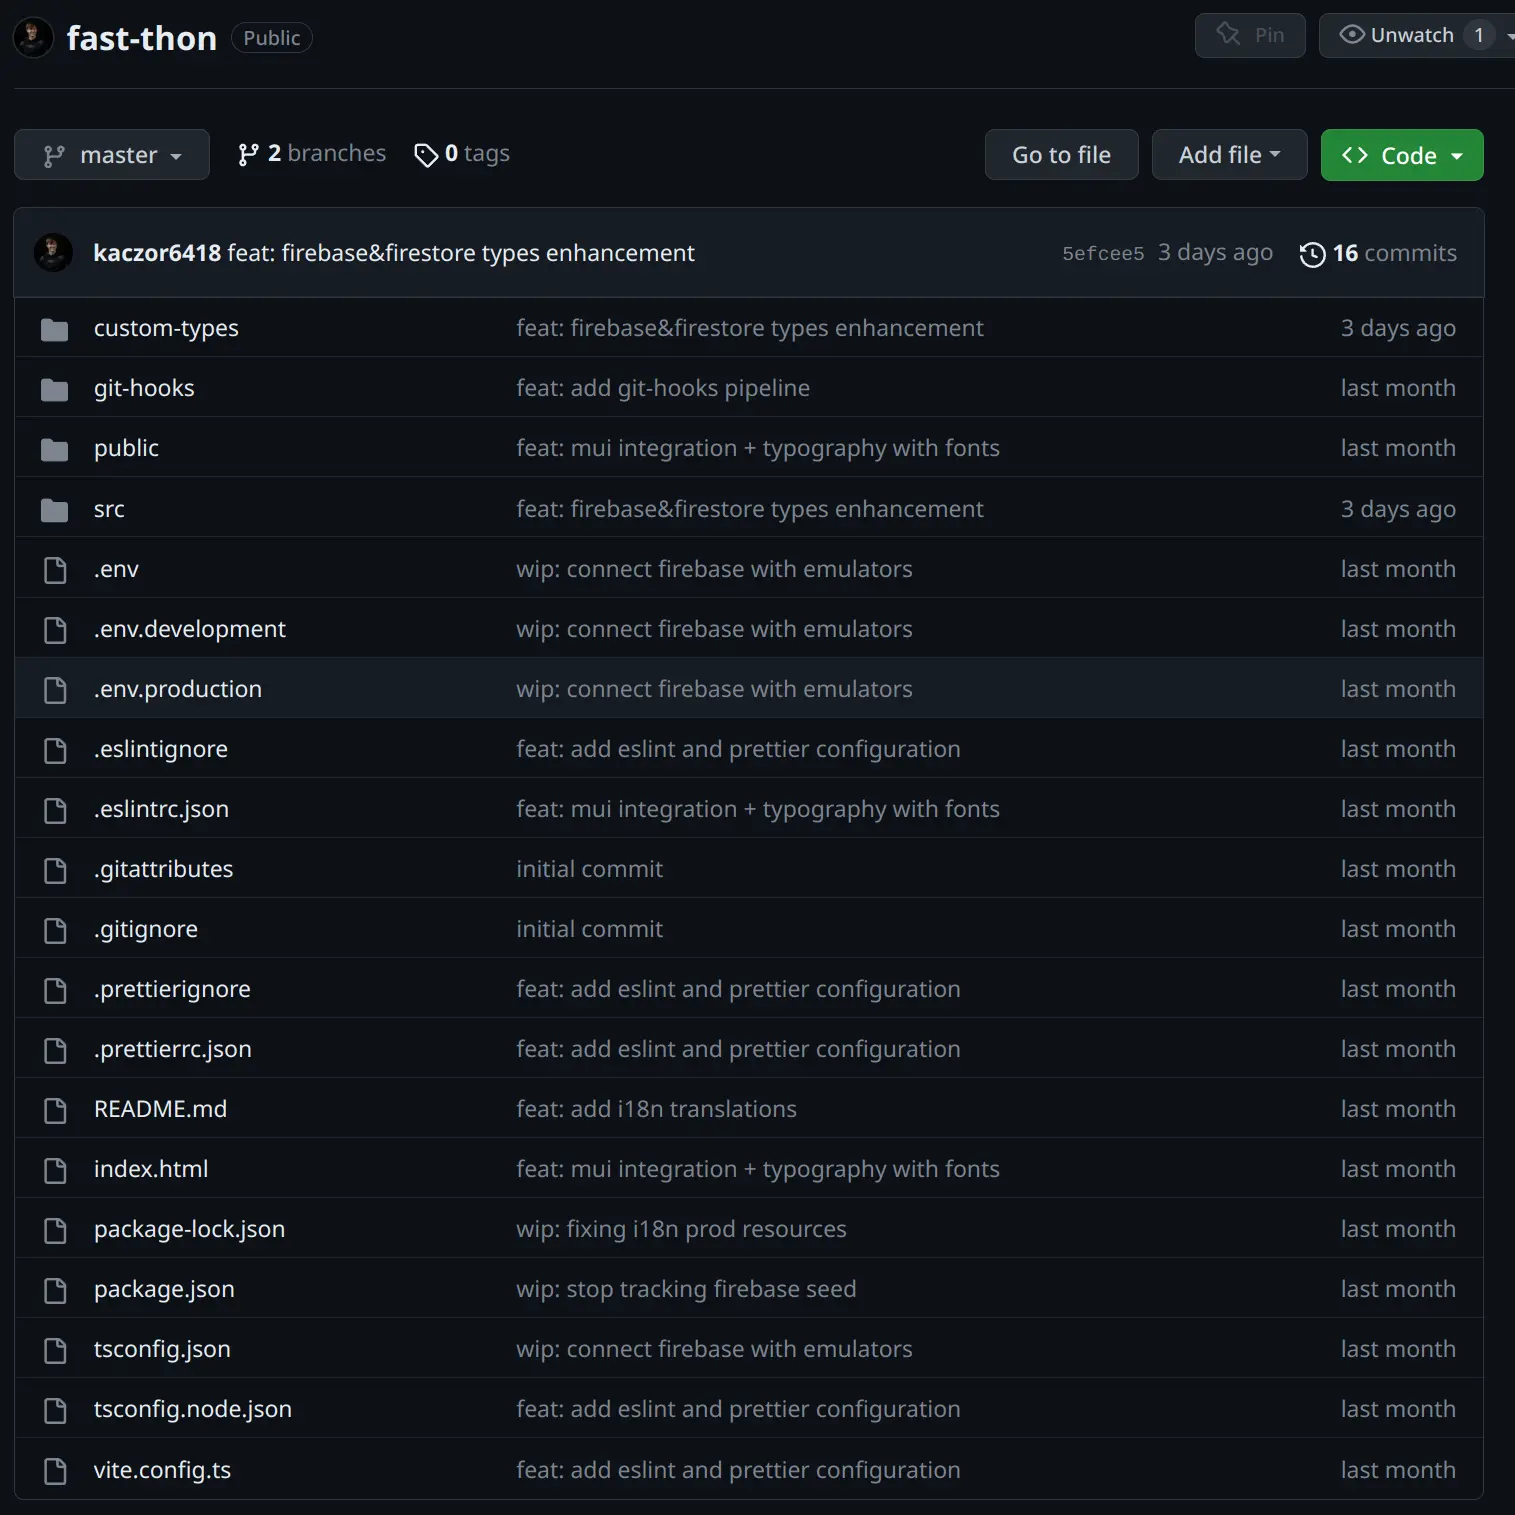 fast-thon Public Pin Unwatch 1
master 2 branches 0 tags Go to file Add file Code
kaczor6418 feat: firebase&firestore types enhancement 5efcee5 3 days ago 16 commits
custom-types feat: firebase&firestore types enhancement 3 days ago
git-hooks feat: add git-hooks pipeline last month
public feat: mui integration + typography with fonts last month
src feat: firebase&firestore types enhancement 3 days ago
.env wip: connect firebase with emulators last month
.env.development wip: connect firebase with emulators last month
.env.production wip: connect firebase with emulators last month
.eslintignore feat: add eslint and prettier configuration last month
.eslintrc.json feat: mui integration + typography with fonts last month
.gitattributes initial commit last month
.gitignore initial commit last month
.prettierignore feat: add eslint and prettier configuration last month
.prettierrc.json feat: add eslint and prettier configuration last month
README.md feat: add i18n translations last month
index.html feat: mui integration + typography with fonts last month
package-lock.json wip: fixing i18n prod resources last month
package.json wip: stop tracking firebase seed last month
tsconfig.json wip: connect firebase with emulators last month
tsconfig.node.json feat: add eslint and prettier configuration last month
vite.config.ts feat: add eslint and prettier configuration last month